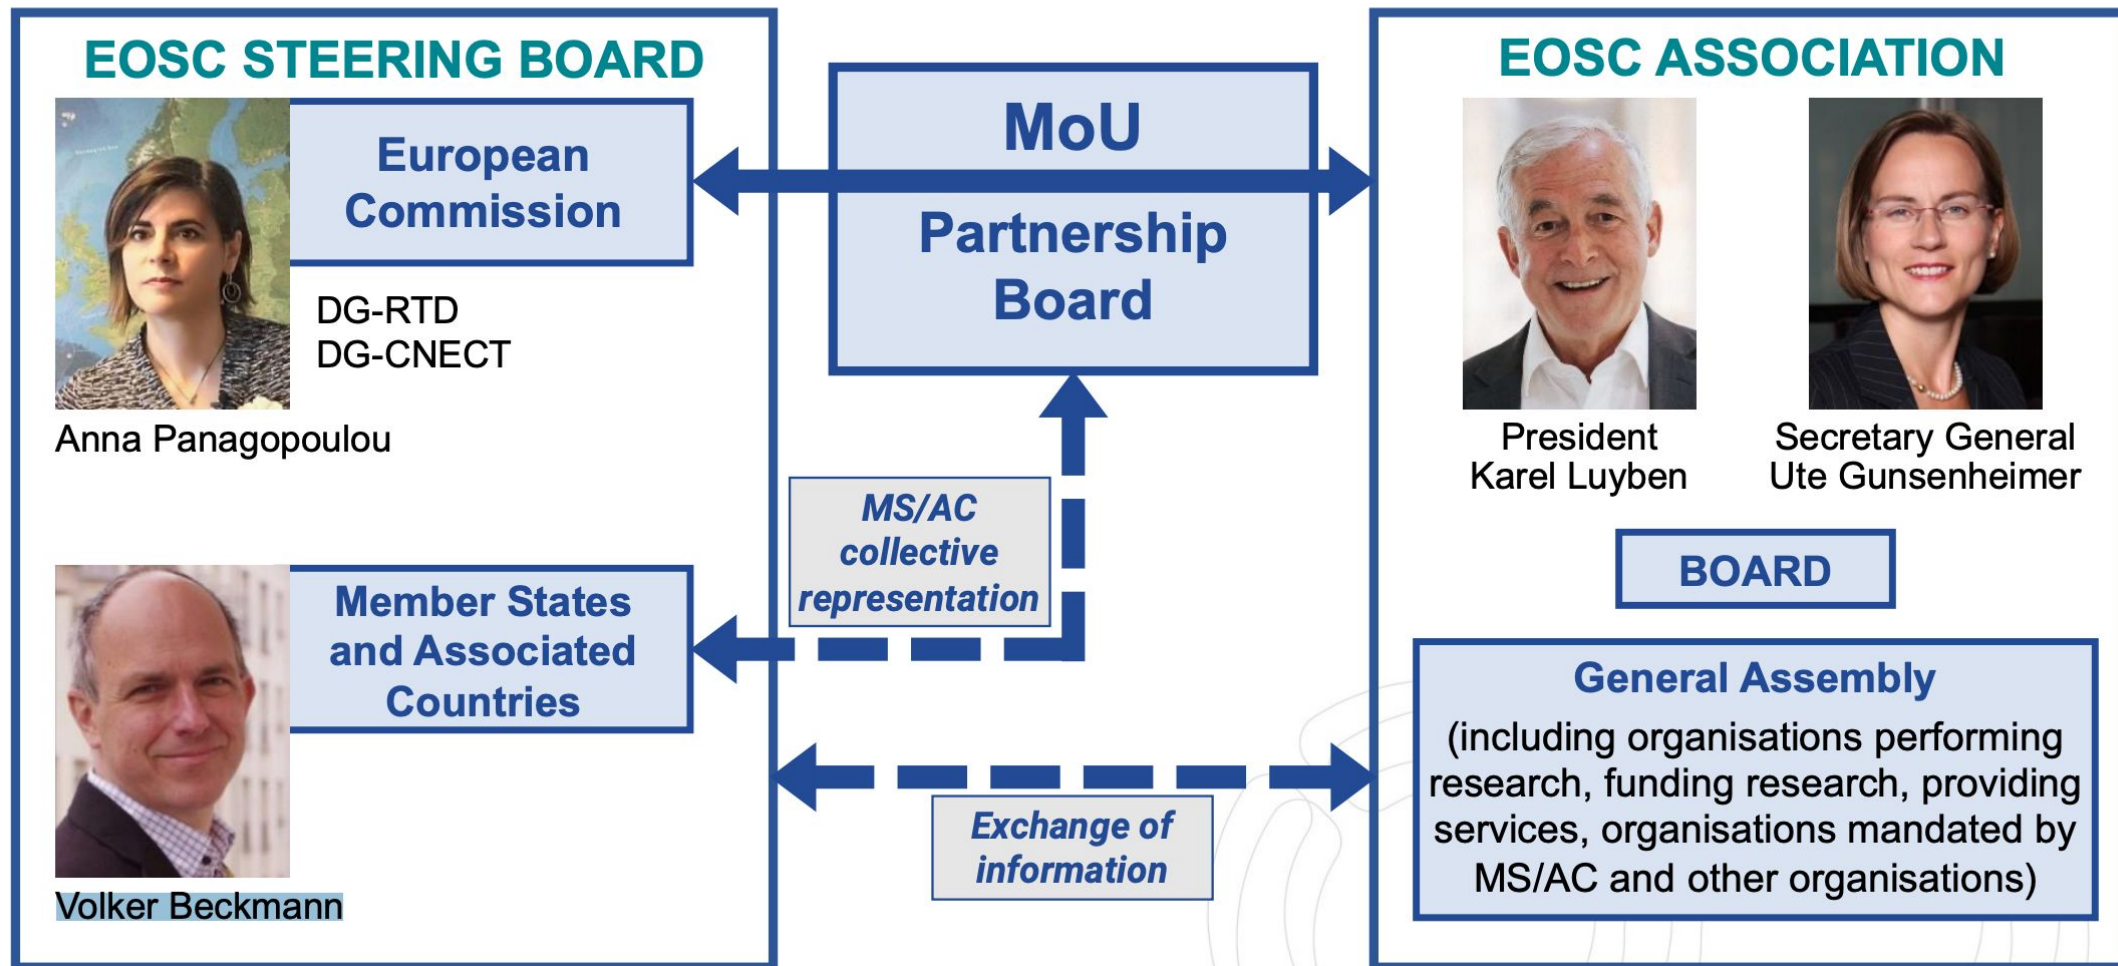 EOSC STEERING BOARD
European
Commission
DG-RTD
DG-CNECT
Anna Panagopoulou
Member States
and Associated
Countries
Volker Beckmann
MoU
Partnership
Board
MS/AC
collective
representation
Exchange of
information
EOSC ASSOCIATION
President
Karel Luyben
Secretary General
Ute Gunsenheimer
BOARD
General Assembly
(including organisations performing
research, funding research, providing
services, organisations mandated by
MS/AC and other organisations)